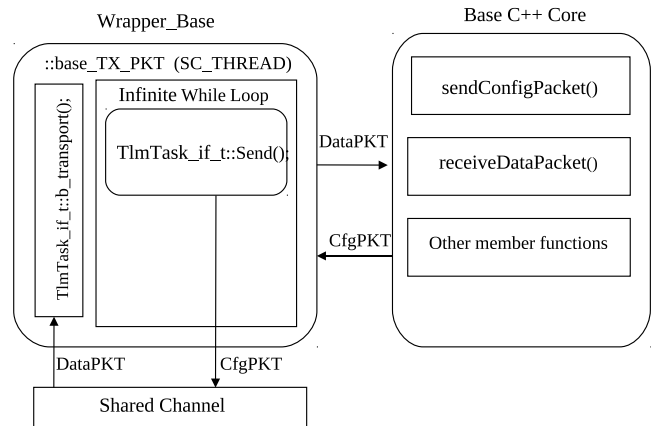 Wrapper_Base
Base C++ Core
::base_TX_PKT (SC_THREAD)
TlmTask_if_t::b_transport();
Infinite While Loop
TlmTask_if_t::Send();
DataPKT
CfgPKT
sendConfigPacket()
receiveDataPacket()
Other member functions
DataPKT
CfgPKT
Shared Channel